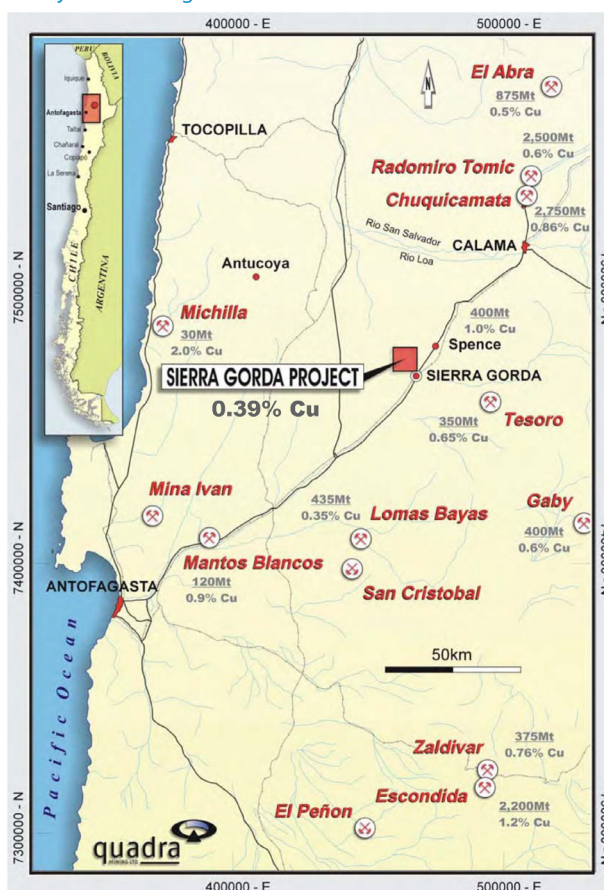 400000 - E
500000 - E
PERU
BOLIVIA
Iquique
Antofagasta
Taltal
Chañaral
Copiapo
La Serena
Santiago
CHILE
ARGENTINA
N
TOCOPILLA
El Abra
875Mt
0.5% Cu
2,500Mt
0.6% Cu
Radomiro Tomic
Chuquicamata
2,750Mt
0.86% Cu
Rio San Salvador
CALAMA
Rio Loa
Antucoya
7500000 - N
Michilla
30Mt
2.0% Cu
400Mt
1.0% Cu
Spence
SIERRA GORDA PROJECT
0.39% Cu
SIERRA GORDA
Tesoro
350Mt
0.65% Cu
Mina Ivan
435Mt
0.35% Cu
Lomas Bayas
Gaby
400Mt
0.6% Cu
Mantos Blancos
120Mt
0.9% Cu
7400000 - N
San Cristobal
ANTOFAGASTA
50km
Pacific Ocean
375Mt
0.76% Cu
Zaldivar
Escondida
2,200Mt
1.2% Cu
El Peñon
7300000 - N
quadra
MINING LTD
400000 - E
500000 - E